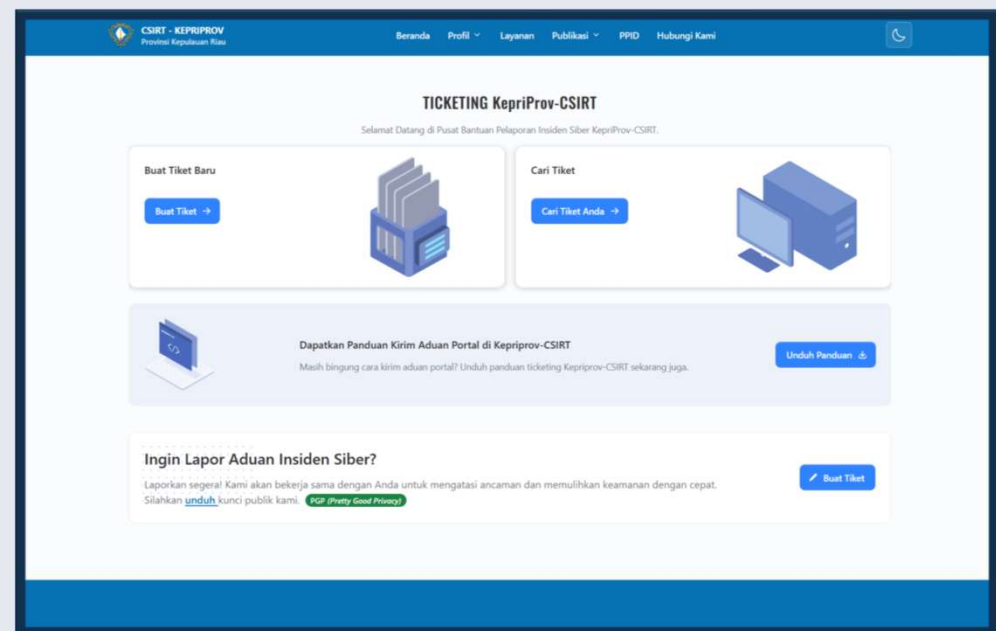 CSIRT - KEPRIPROV
Provinsi Kepulauan Riau
Beranda Profil Layanan Publikasi PPID Hubungi Kami
TICKETING KepriProv-CSIRT
Selamat Datang di Pusat Bantuan Pelaporan Insiden Siber KepriProv-CSIRT.
Buat Tiket Baru
Buat Tiket →
Cari Tiket
Cari Tiket Anda →
Dapatkan Panduan Kirim Aduan Portal di Kepriprov-CSIRT
Masih bingung cara kirim aduan portal? Unduh panduan ticketing Kepriprov-CSIRT sekarang juga.
Unduh Panduan
Ingin Lapor Aduan Insiden Siber?
Laporkan segera! Kami akan bekerja sama dengan Anda untuk mengatasi ancaman dan memulihkan keamanan dengan cepat.
Silahkan unduh kunci publik kami. PGP (Pretty Good Privacy)
Buat Tiket